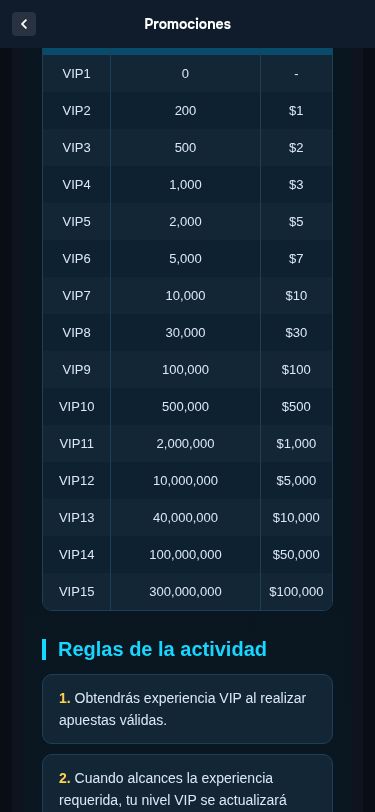 Promociones
VIP1 0 -
VIP2 200 $1
VIP3 500 $2
VIP4 1,000 $3
VIP5 2,000 $5
VIP6 5,000 $7
VIP7 10,000 $10
VIP8 30,000 $30
VIP9 100,000 $100
VIP10 500,000 $500
VIP11 2,000,000 $1,000
VIP12 10,000,000 $5,000
VIP13 40,000,000 $10,000
VIP14 100,000,000 $50,000
VIP15 300,000,000 $100,000
Reglas de la actividad
1. Obtendrás experiencia VIP al realizar
apuestas válidas.
2. Cuando alcances la experiencia
requerida, tu nivel VIP se actualizará